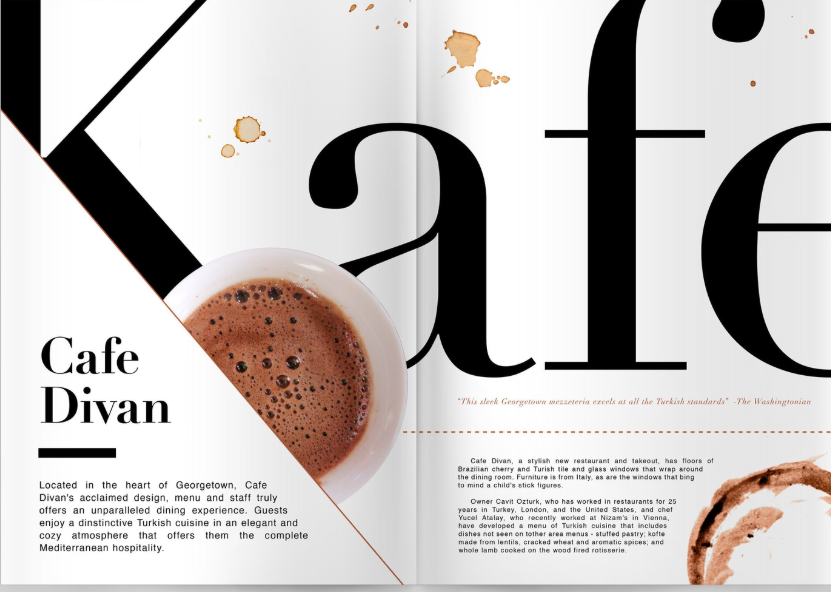 Kafe
Cafe
Divan
Located in the heart of Georgetown, Cafe
Divan's acclaimed design, menu and staff truly
offers an unparalleled dining experience. Guests
enjoy a dinstinctive Turkish cuisine in an elegant and
cozy atmosphere that offers them the complete
Mediterranean hospitality.
"This sleek Georgetown mezzeteria excels at all the Turkish standards" -The Washingtonian
Cafe Divan, a stylish new restaurant and takeout, has floors of
Brazilian cherry and Turish tile and glass windows that wrap around
the dining room. Furniture is from Italy, as are the windows that bing
to mind a child's stick figures.
Owner Cavit Ozturk, who has worked in restaurants for 25
years in Turkey, London, and the United States, and chef
Yucel Atalay, who recently worked at Nizam's in Vienna,
have developed a menu of Turkish cuisine that includes
dishes not seen on tother area menus - stuffed pastry; kofte
made from lentils, cracked wheat and aromatic spices; and
whole lamb cooked on the wood fired rotisserie.